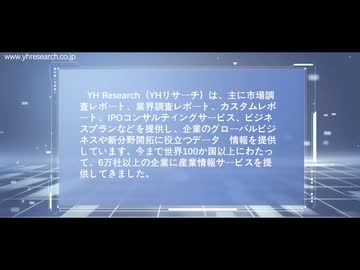 www.yhresearch.co.jp
YH Research（YHリサーチ）は、主に市場調
査レポート、業界調査レポート、カスタムレポ
ート、IPOコンサルティングサービス、ビジネ
スプランなどを提供し、企業のグローバルビジ
ネスや新分野開拓に役立つデータ　情報を提供
しています。今まで世界100か国以上にわたっ
て、6万社以上の企業に産業情報サービスを提
供してきました。